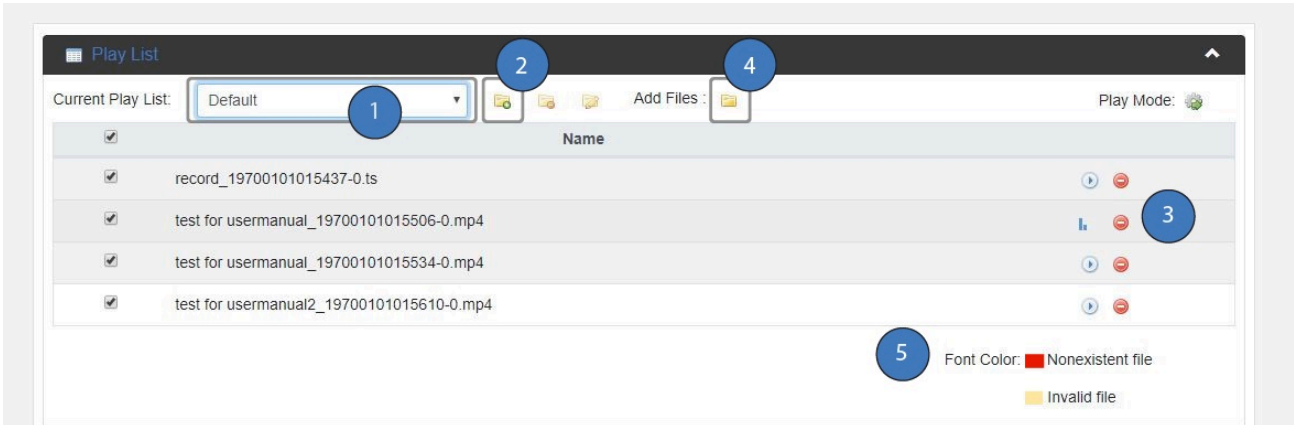 Play List
2
4
Current Play List: Default Add Files : Play Mode:
1
Name
record_19700101015437-0.ts
test for usermanual_19700101015506-0.mp4
3
test for usermanual_19700101015534-0.mp4
test for usermanual2_19700101015610-0.mp4
5
Font Color: Nonexistent file
Invalid file